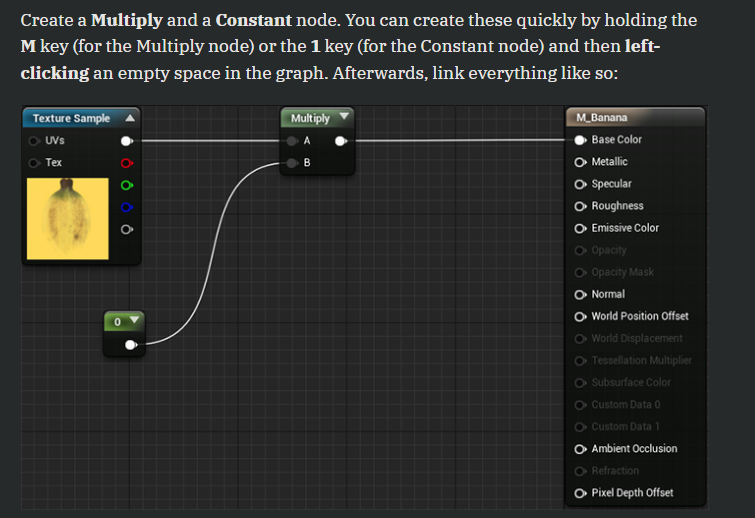 Create a Multiply and a Constant node. You can create these quickly by holding the
M key (for the Multiply node) or the 1 key (for the Constant node) and then left-
clicking an empty space in the graph. Afterwards, link everything like so:
Texture Sample
UVs
Tex
0
Multiply
A
B
M_Banana
Base Color
Metallic
Specular
Roughness
Emissive Color
Opacity
Opacity Mask
Normal
World Position Offset
World Displacement
Tessellation Multiplier
Subsurface Color
Custom Data 0
Custom Data 1
Ambient Occlusion
Refraction
Pixel Depth Offset